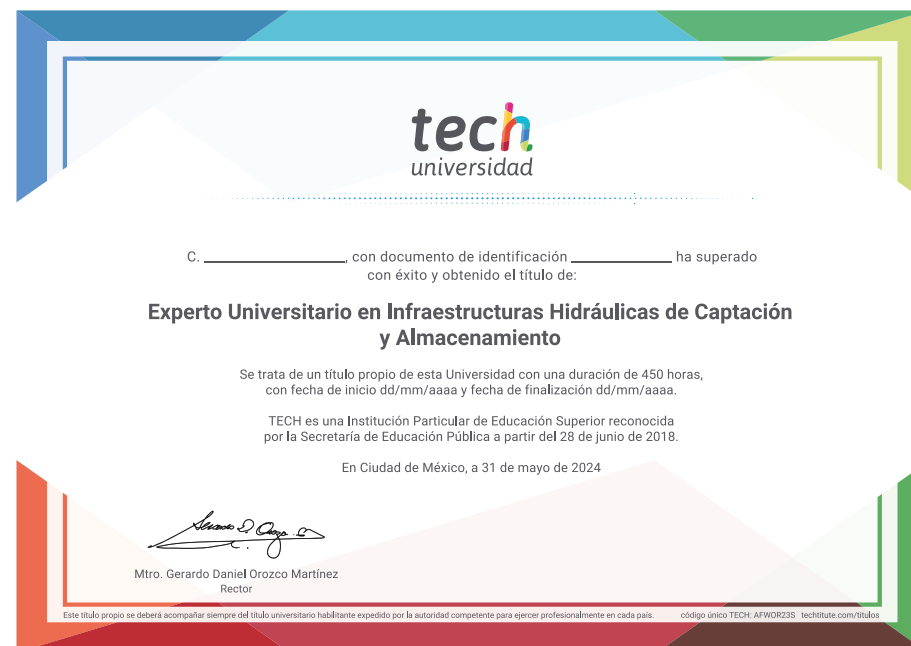 tech
universidad
C. ____________________, con documento de identificación ______________ ha superado
con éxito y obtenido el título de:
Experto Universitario en Infraestructuras Hidráulicas de Captación
y Almacenamiento
Se trata de un título propio de esta Universidad con una duración de 450 horas,
con fecha de inicio dd/mm/aaaa y fecha de finalización dd/mm/aaaa.
TECH es una Institución Particular de Educación Superior reconocida
por la Secretaría de Educación Pública a partir del 28 de junio de 2018.
En Ciudad de México, a 31 de mayo de 2024
Mtro. Gerardo Daniel Orozco Martínez
Rector
Este título propio se deberá acompañar siempre del título universitario habilitante expedido por la autoridad competente para ejercer profesionalmente en cada país. código único TECH: AFWOR23S techtitute.com/titulos